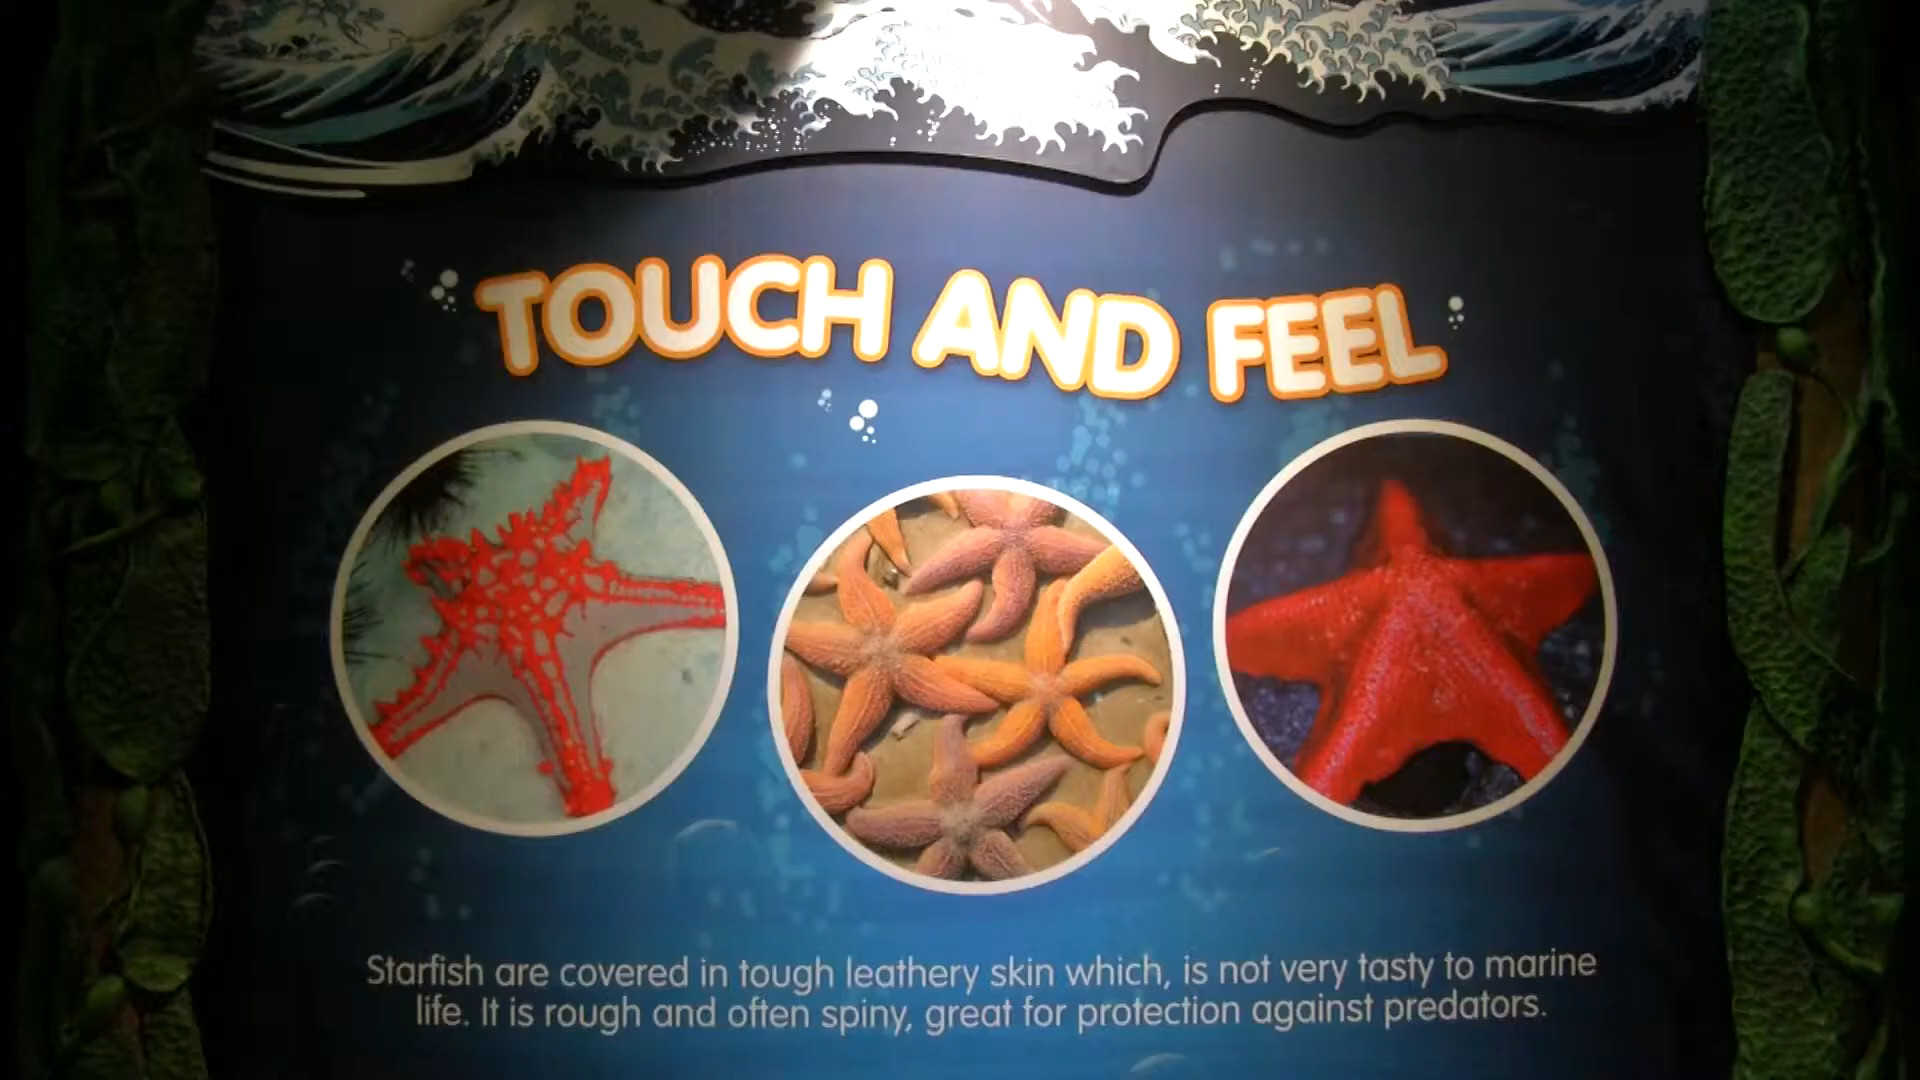 TOUCH AND FEEL
Starfish are covered in tough leathery skin which, is not very tasty to marine
life. It is rough and often spiny, great for protection against predators.